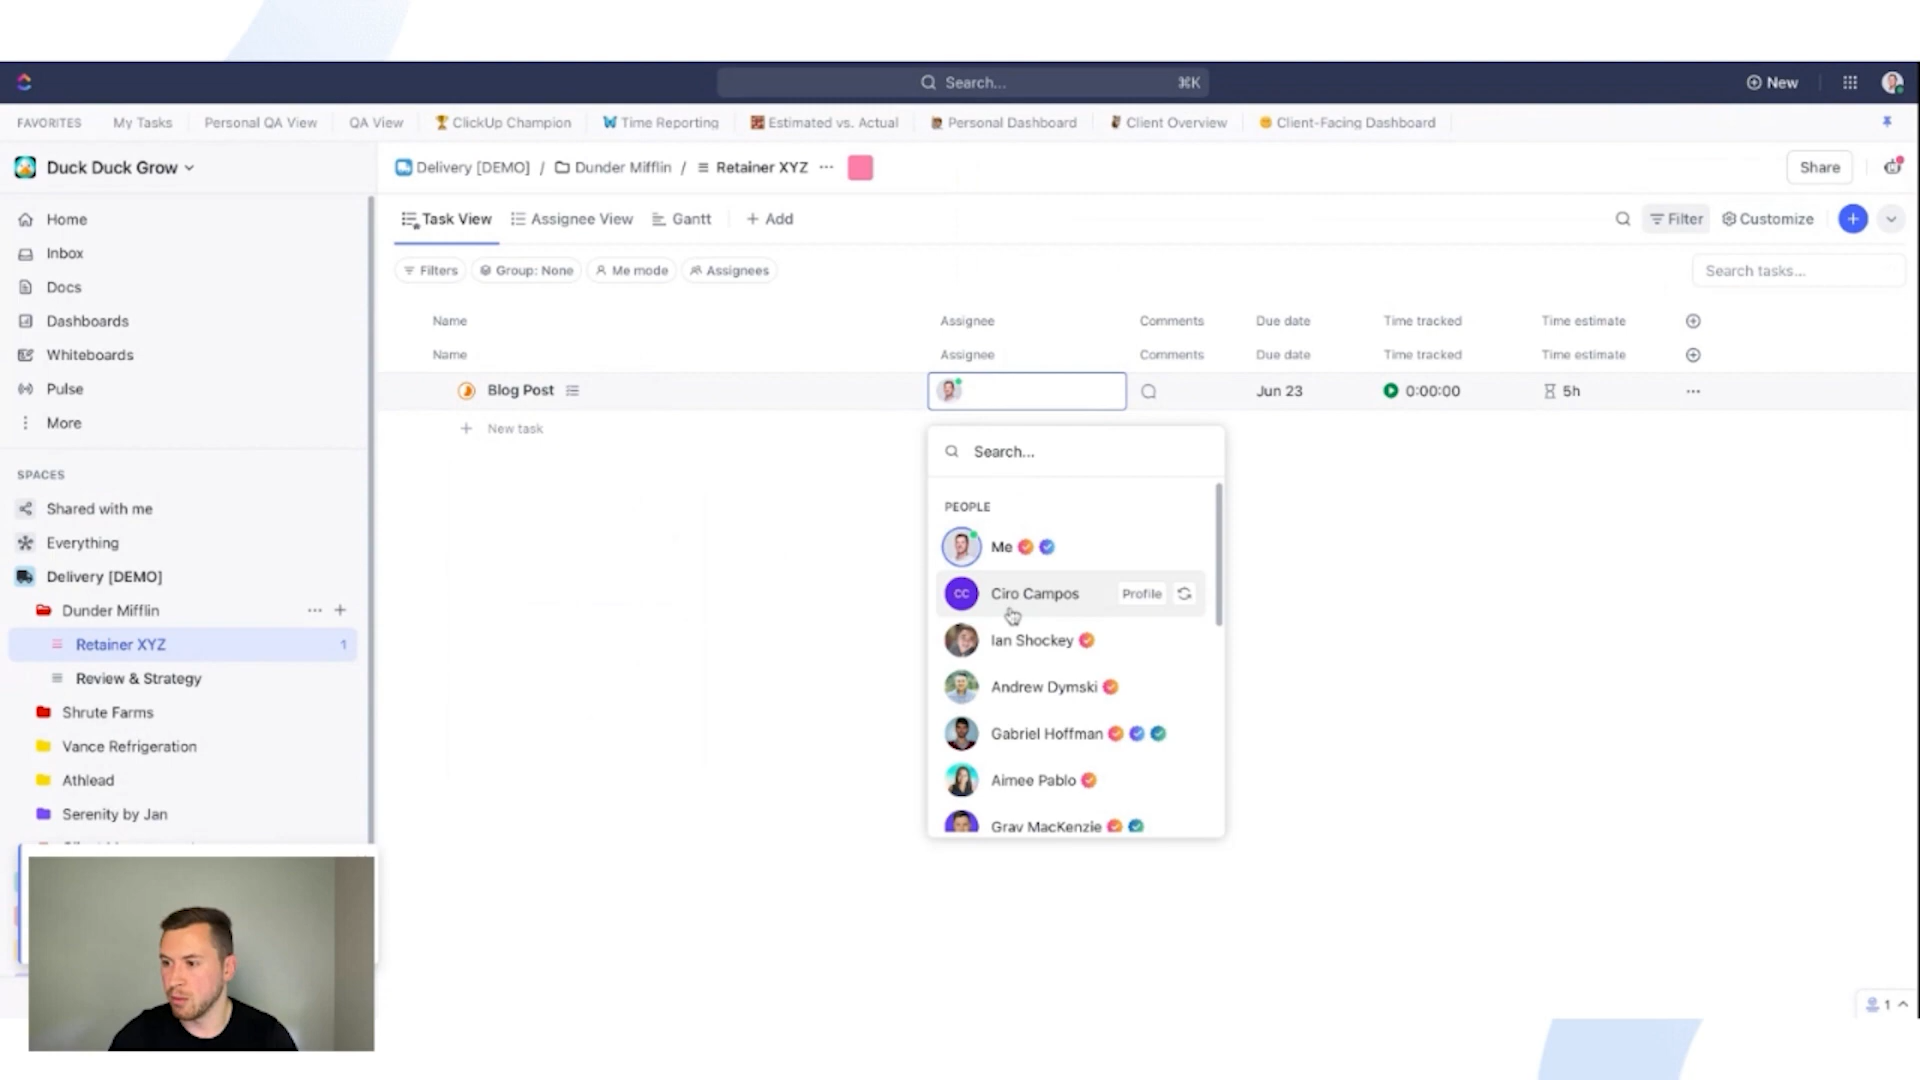 Search... ⌘K
New
FAVORITES My Tasks Personal QA View QA View ClickUp Champion Time Reporting Estimated vs. Actual Personal Dashboard Client Overview Client-Facing Dashboard
Duck Duck Grow
Delivery [DEMO] / Dunder Mifflin / Retainer XYZ ...
Share
Home
Inbox
Docs
Dashboards
Whiteboards
Pulse
More
SPACES
Shared with me
Everything
Delivery [DEMO]
Dunder Mifflin ... +
Retainer XYZ 1
Review & Strategy
Shrute Farms
Vance Refrigeration
Athlead
Serenity by Jan
Task View Assignee View Gantt + Add
Filter Customize
Filters Group: None Me mode Assignees
Search tasks...
Name Assignee Comments Due date Time tracked Time estimate
Name Assignee Comments Due date Time tracked Time estimate
Blog Post Jun 23 0:00:00 5h ...
+ New task
Search...
PEOPLE
Me
CC Ciro Campos Profile
Ian Shockey
Andrew Dymski
Gabriel Hoffman
Aimee Pablo
Gray MacKenzie
1